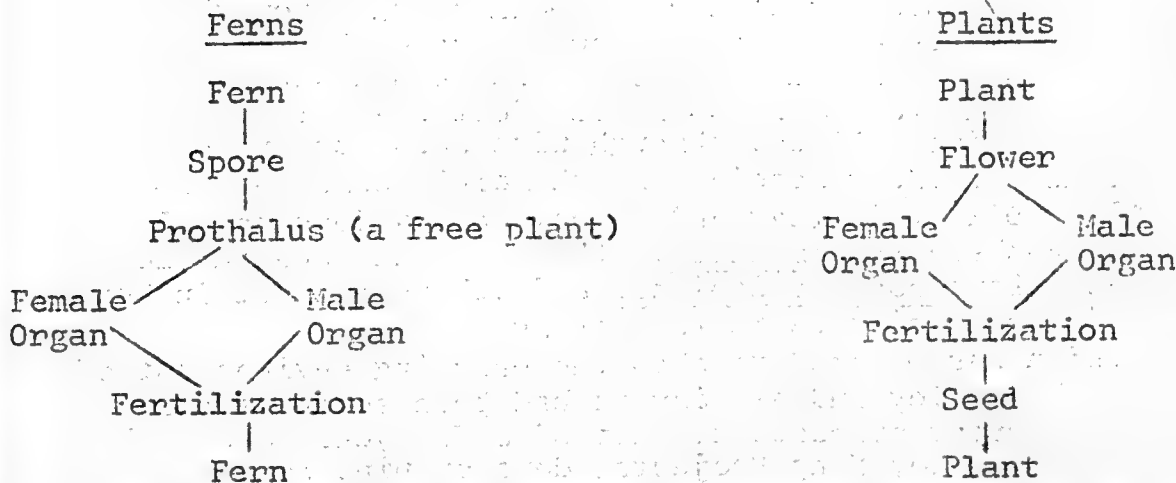 Ferns
Fern
Spore
Prothalus (a free plant)
Female
Organ
Male
Organ
Fertilization
Fern
Plants
Plant
Flower
Female
Organ
Male
Organ
Fertilization
Seed
Plant